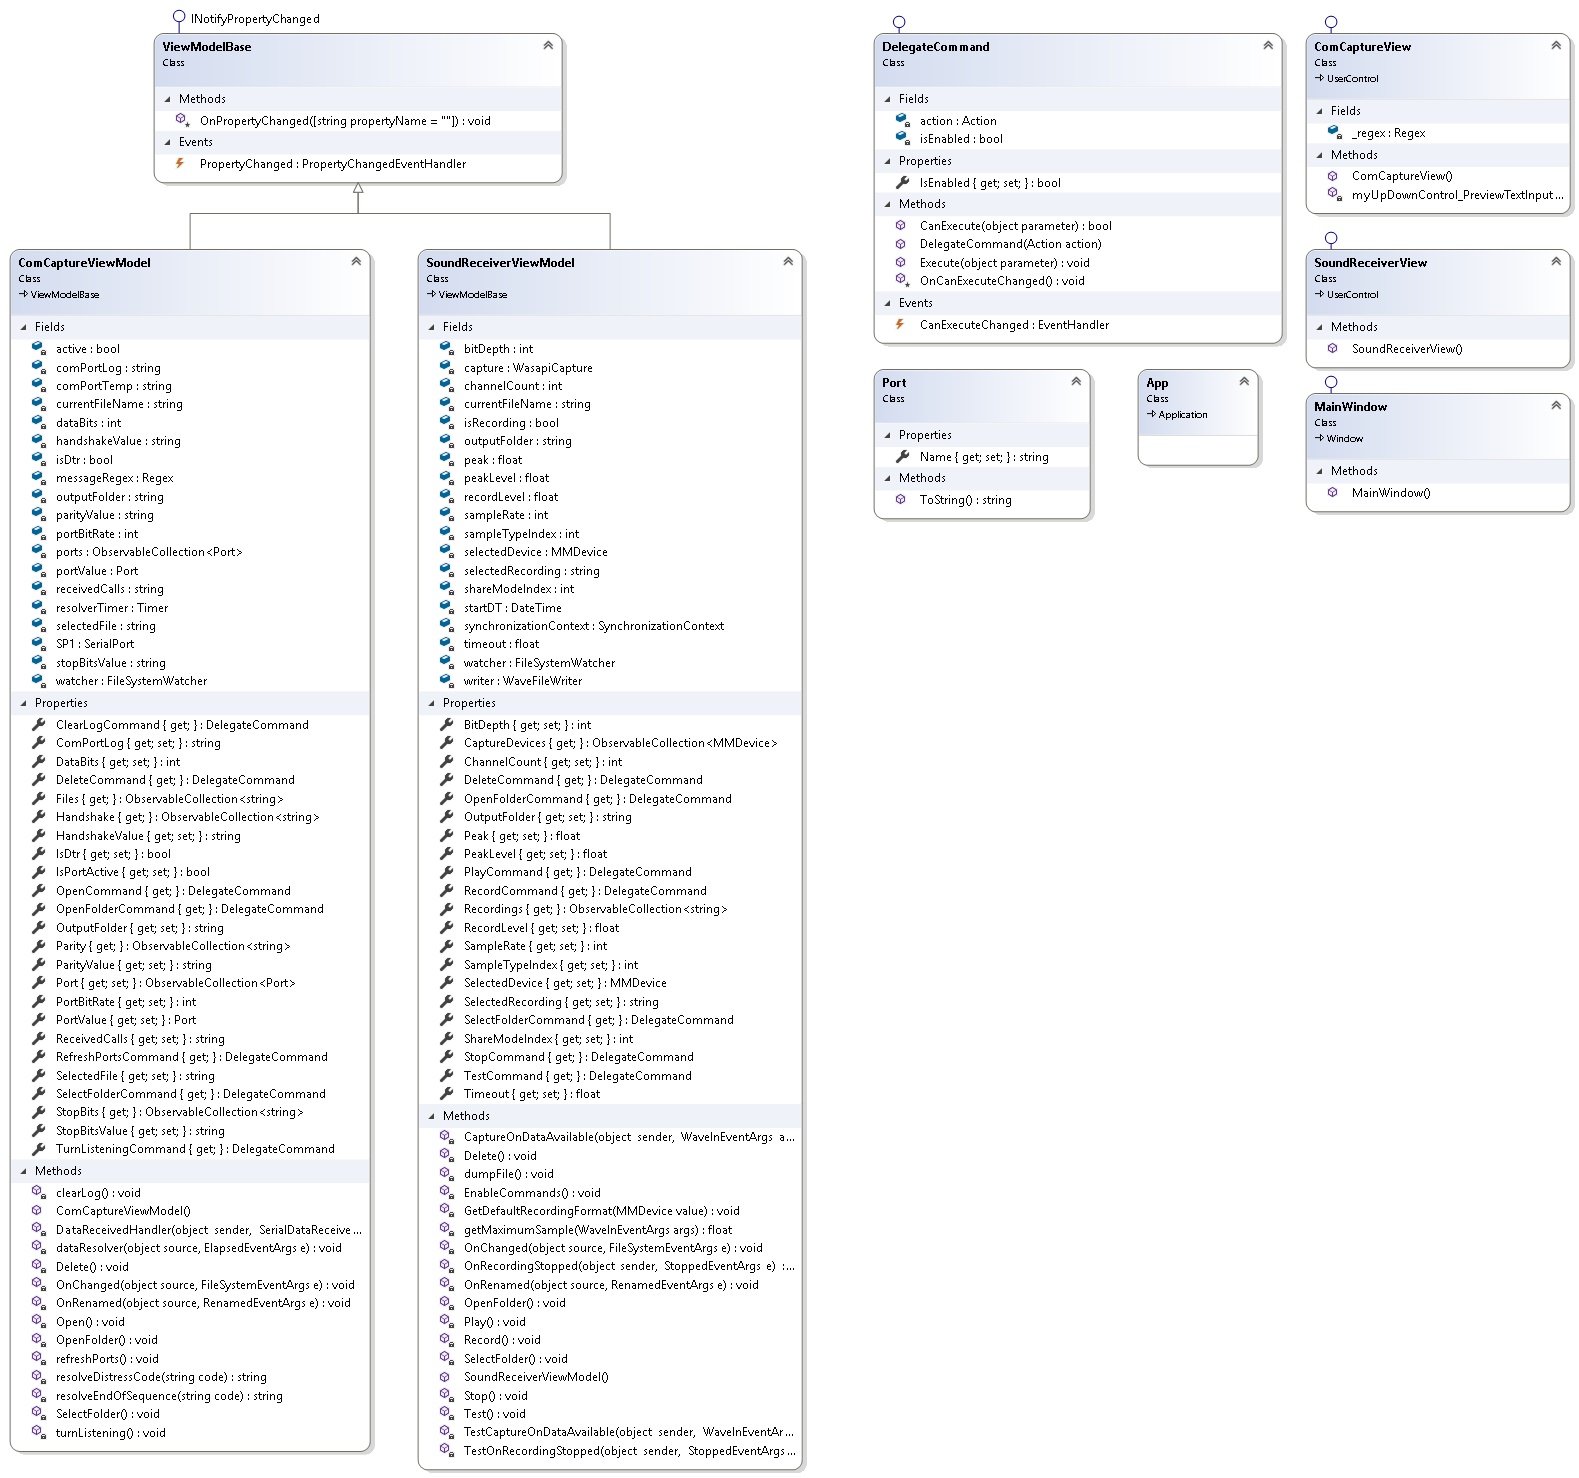 INotifyPropertyChanged
ViewModelBase
Class
Methods
OnPropertyChanged([string propertyName = ""]) : void
Events
PropertyChanged : PropertyChangedEventHandler
ComCaptureViewModel
Class
ViewModelBase
Fields
active : bool
comPortLog : string
comPortTemp : string
currentFileName : string
dataBits : int
handshakeValue : string
isDtr : bool
messageRegex : Regex
outputFolder : string
parityValue : string
portBitRate : int
ports : ObservableCollection<Port>
portValue : Port
receivedCalls : string
resolverTimer : Timer
selectedFile : string
SP1 : SerialPort
stopBitsValue : string
watcher : FileSystemWatcher
Properties
ClearLogCommand { get; } : DelegateCommand
ComPortLog { get; set; } : string
DataBits { get; set; } : int
DeleteCommand { get; } : DelegateCommand
Files { get; } : ObservableCollection<string>
Handshake { get; } : ObservableCollection<string>
HandshakeValue { get; set; } : string
IsDtr { get; set; } : bool
IsPortActive { get; set; } : bool
OpenCommand { get; } : DelegateCommand
OpenFolderCommand { get; } : DelegateCommand
OutputFolder { get; set; } : string
Parity { get; } : ObservableCollection<string>
ParityValue { get; set; } : string
Port { get; set; } : ObservableCollection<Port>
PortBitRate { get; set; } : int
PortValue { get; set; } : Port
ReceivedCalls { get; set; } : string
RefreshPortsCommand { get; } : DelegateCommand
SelectedFile { get; set; } : string
SelectFolderCommand { get; } : DelegateCommand
StopBits { get; } : ObservableCollection<string>
StopBitsValue { get; set; } : string
TurnListeningCommand { get; } : DelegateCommand
Methods
clearLog() : void
ComCaptureViewModel()
DataReceivedHandler(object sender, SerialDataReceive...
dataResolver(object source, ElapsedEventArgs e) : void
Delete() : void
OnChanged(object source, FileSystemEventArgs e) : void
OnRenamed(object source, RenamedEventArgs e) : void
Open() : void
OpenFolder() : void
refreshPorts() : void
resolveDistressCode(string code) : string
resolveEndOfSequence(string code) : string
SelectFolder() : void
turnListening() : void
SoundReceiverViewModel
Class
ViewModelBase
Fields
bitDepth : int
capture : WasapiCapture
channelCount : int
currentFileName : string
isRecording : bool
outputFolder : string
peak : float
peakLevel : float
recordLevel : float
sampleRate : int
sampleTypeIndex : int
selectedDevice : MMDevice
selectedRecording : string
shareModeIndex : int
startDT : DateTime
synchronizationContext : SynchronizationContext
timeout : float
watcher : FileSystemWatcher
writer : WaveFileWriter
Properties
BitDepth { get; set; } : int
CaptureDevices { get; } : ObservableCollection<MMDevice>
ChannelCount { get; set; } : int
DeleteCommand { get; } : DelegateCommand
OpenFolderCommand { get; } : DelegateCommand
OutputFolder { get; set; } : string
Peak { get; set; } : float
PeakLevel { get; set; } : float
PlayCommand { get; } : DelegateCommand
RecordCommand { get; } : DelegateCommand
Recordings { get; } : ObservableCollection<string>
RecordLevel { get; set; } : float
SampleRate { get; set; } : int
SampleTypeIndex { get; set; } : int
SelectedDevice { get; set; } : MMDevice
SelectedRecording { get; set; } : string
SelectFolderCommand { get; } : DelegateCommand
ShareModeIndex { get; set; } : int
StopCommand { get; } : DelegateCommand
TestCommand { get; } : DelegateCommand
Timeout { get; set; } : float
Methods
CaptureOnDataAvailable(object sender, WaveInEventArgs a...
Delete() : void
dumpFile() : void
EnableCommands() : void
GetDefaultRecordingFormat(MMDevice value) : void
getMaximumSample(WaveInEventArgs args) : float
OnChanged(object source, FileSystemEventArgs e) : void
OnRecordingStopped(object sender, StoppedEventArgs e) :...
OnRenamed(object source, RenamedEventArgs e) : void
OpenFolder() : void
Play() : void
Record() : void
SelectFolder() : void
SoundReceiverViewModel()
Stop() : void
Test() : void
TestCaptureOnDataAvailable(object sender, WaveInEventAr...
TestOnRecordingStopped(object sender, StoppedEventArgs...
DelegateCommand
Class
Fields
action : Action
isEnabled : bool
Properties
IsEnabled { get; set; } : bool
Methods
CanExecute(object parameter) : bool
DelegateCommand(Action action)
Execute(object parameter) : void
OnCanExecuteChanged() : void
Events
CanExecuteChanged : EventHandler
Port
Class
Properties
Name { get; set; } : string
Methods
ToString() : string
App
Class
Application
ComCaptureView
Class
UserControl
Fields
_regex : Regex
Methods
ComCaptureView()
myUpDownControl_PreviewTextInput...
SoundReceiverView
Class
UserControl
Methods
SoundReceiverView()
MainWindow
Class
Window
Methods
MainWindow()